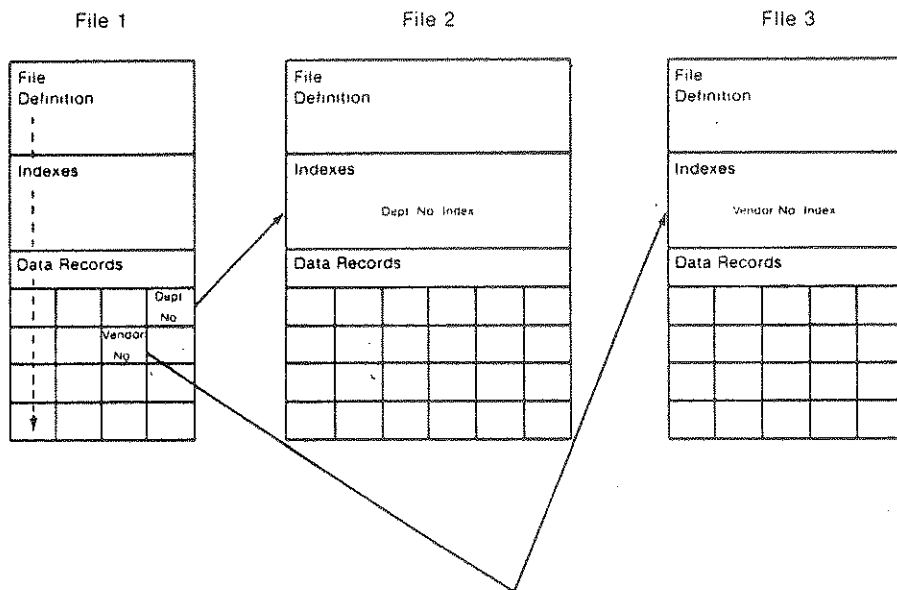 File 1
File 2
File 3
File
Definition
Indexes
Data Records
Dept
No
Vendor
No
File
Definition
Indexes
Dept No Index
Data Records
File
Definition
Indexes
Vendor No Index
Data Records